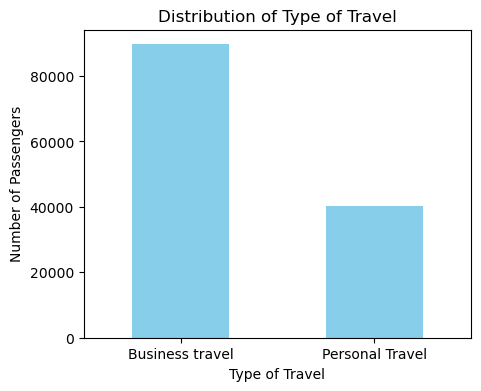 Distribution of Type of Travel
Number of Passengers
80000
60000
40000
20000
0
Business travel
Personal Travel
Type of Travel